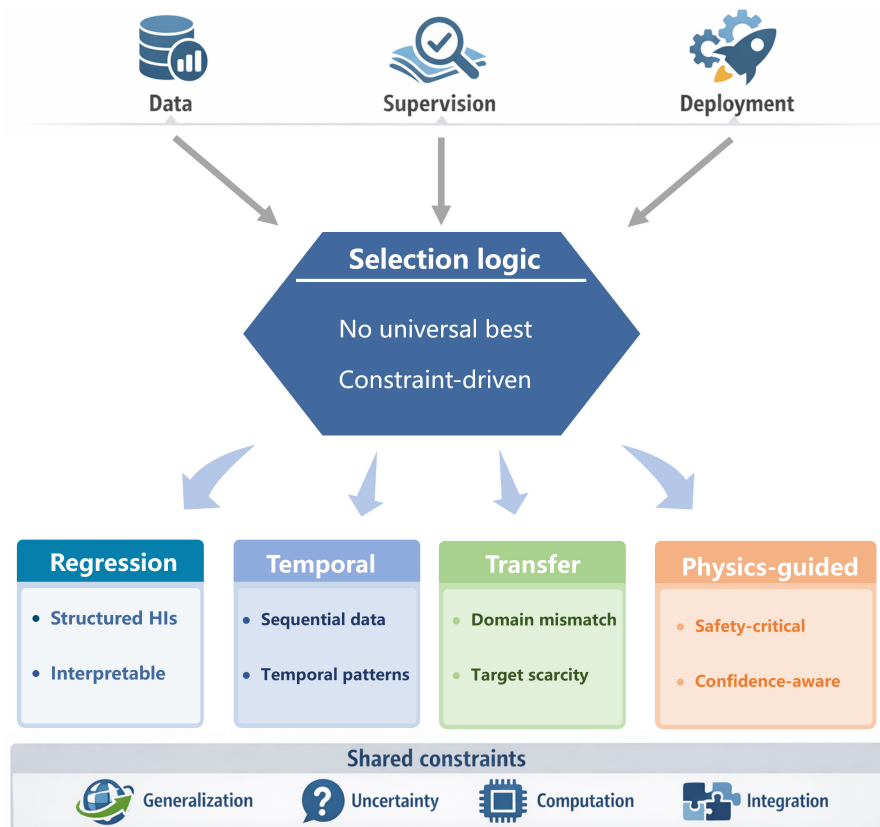 Data
Supervision
Deployment
Selection logic
No universal best
Constraint-driven
Regression
Structured HIs
Interpretable
Temporal
Sequential data
Temporal patterns
Transfer
Domain mismatch
Target scarcity
Physics-guided
Safety-critical
Confidence-aware
Shared constraints
Generalization
?
Uncertainty
Computation
Integration